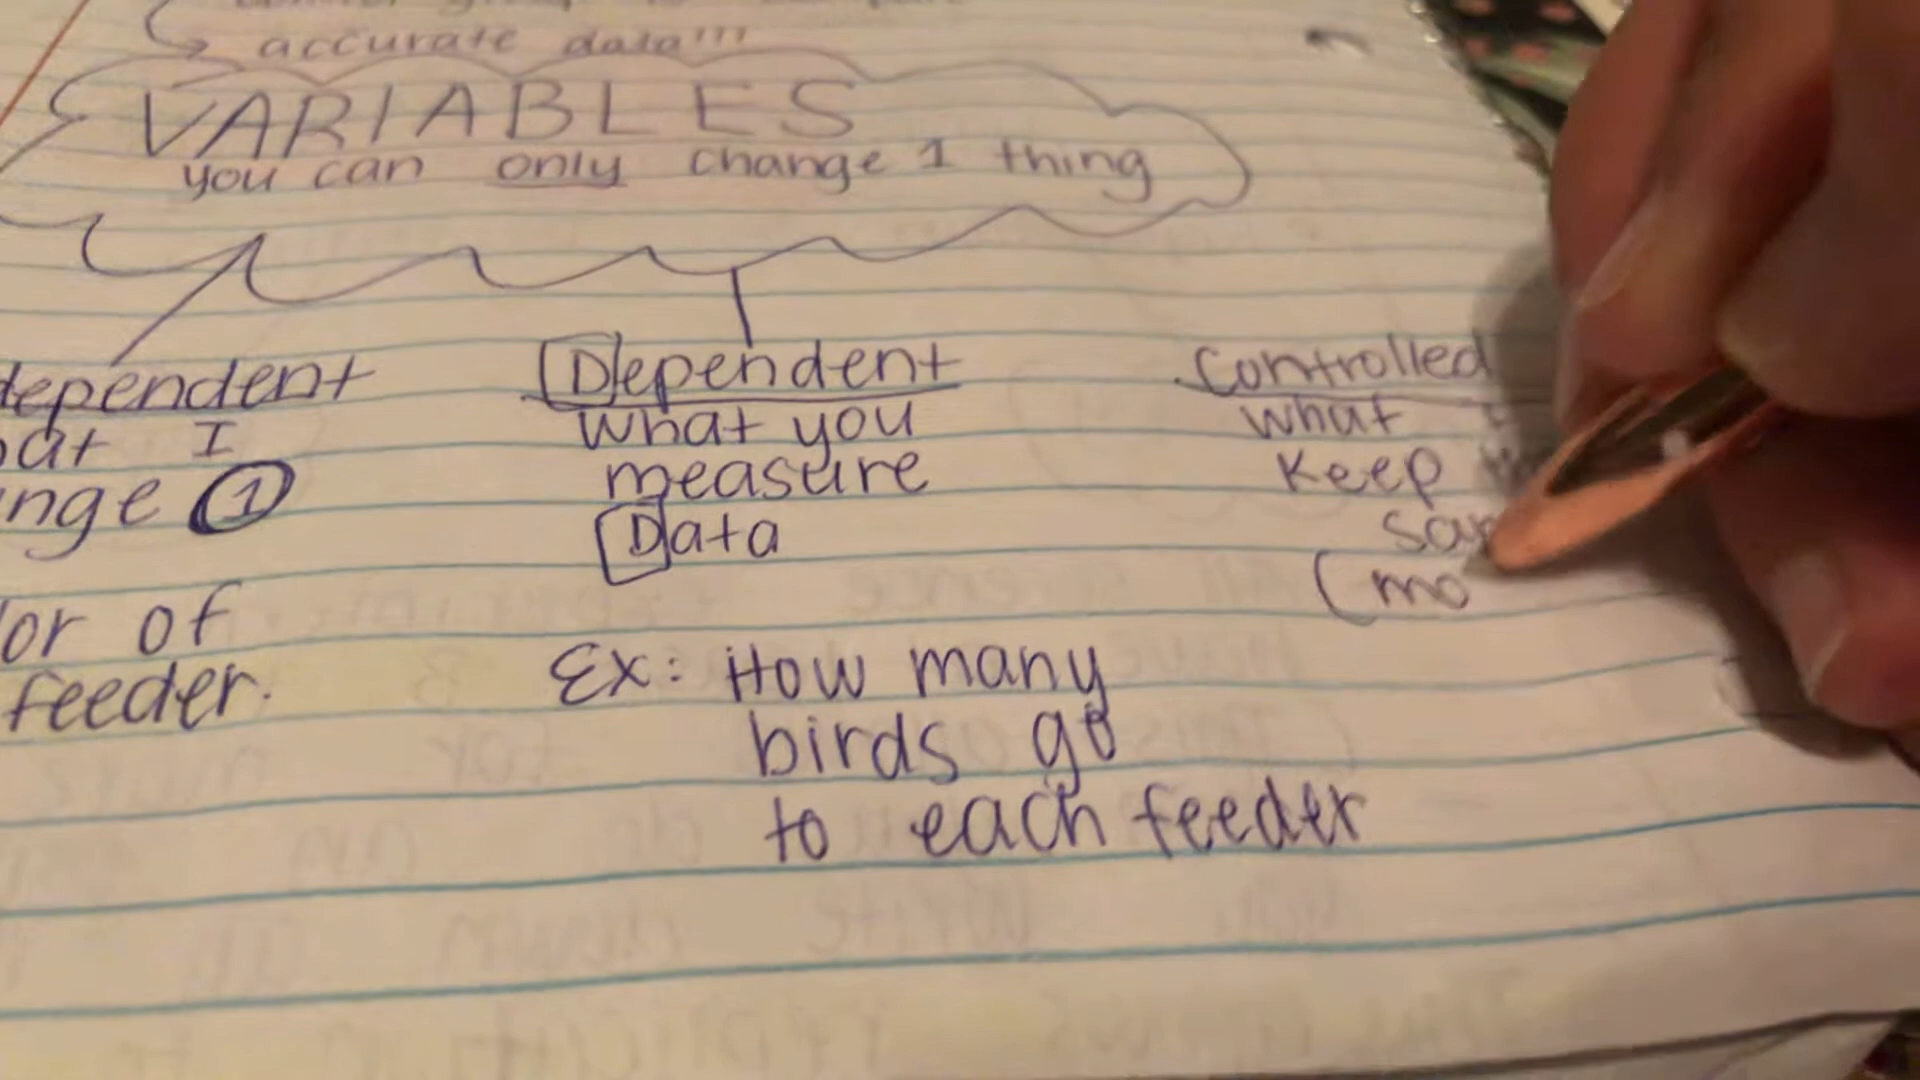 accurate data!!!
VARIABLES
you can only change 1 thing
dependent
at I
nge 1
or of
feeder.
Dependent
what you
measure
Data
Ex: How many
birds go
to each feeder
Controlled
what
keep
(mo